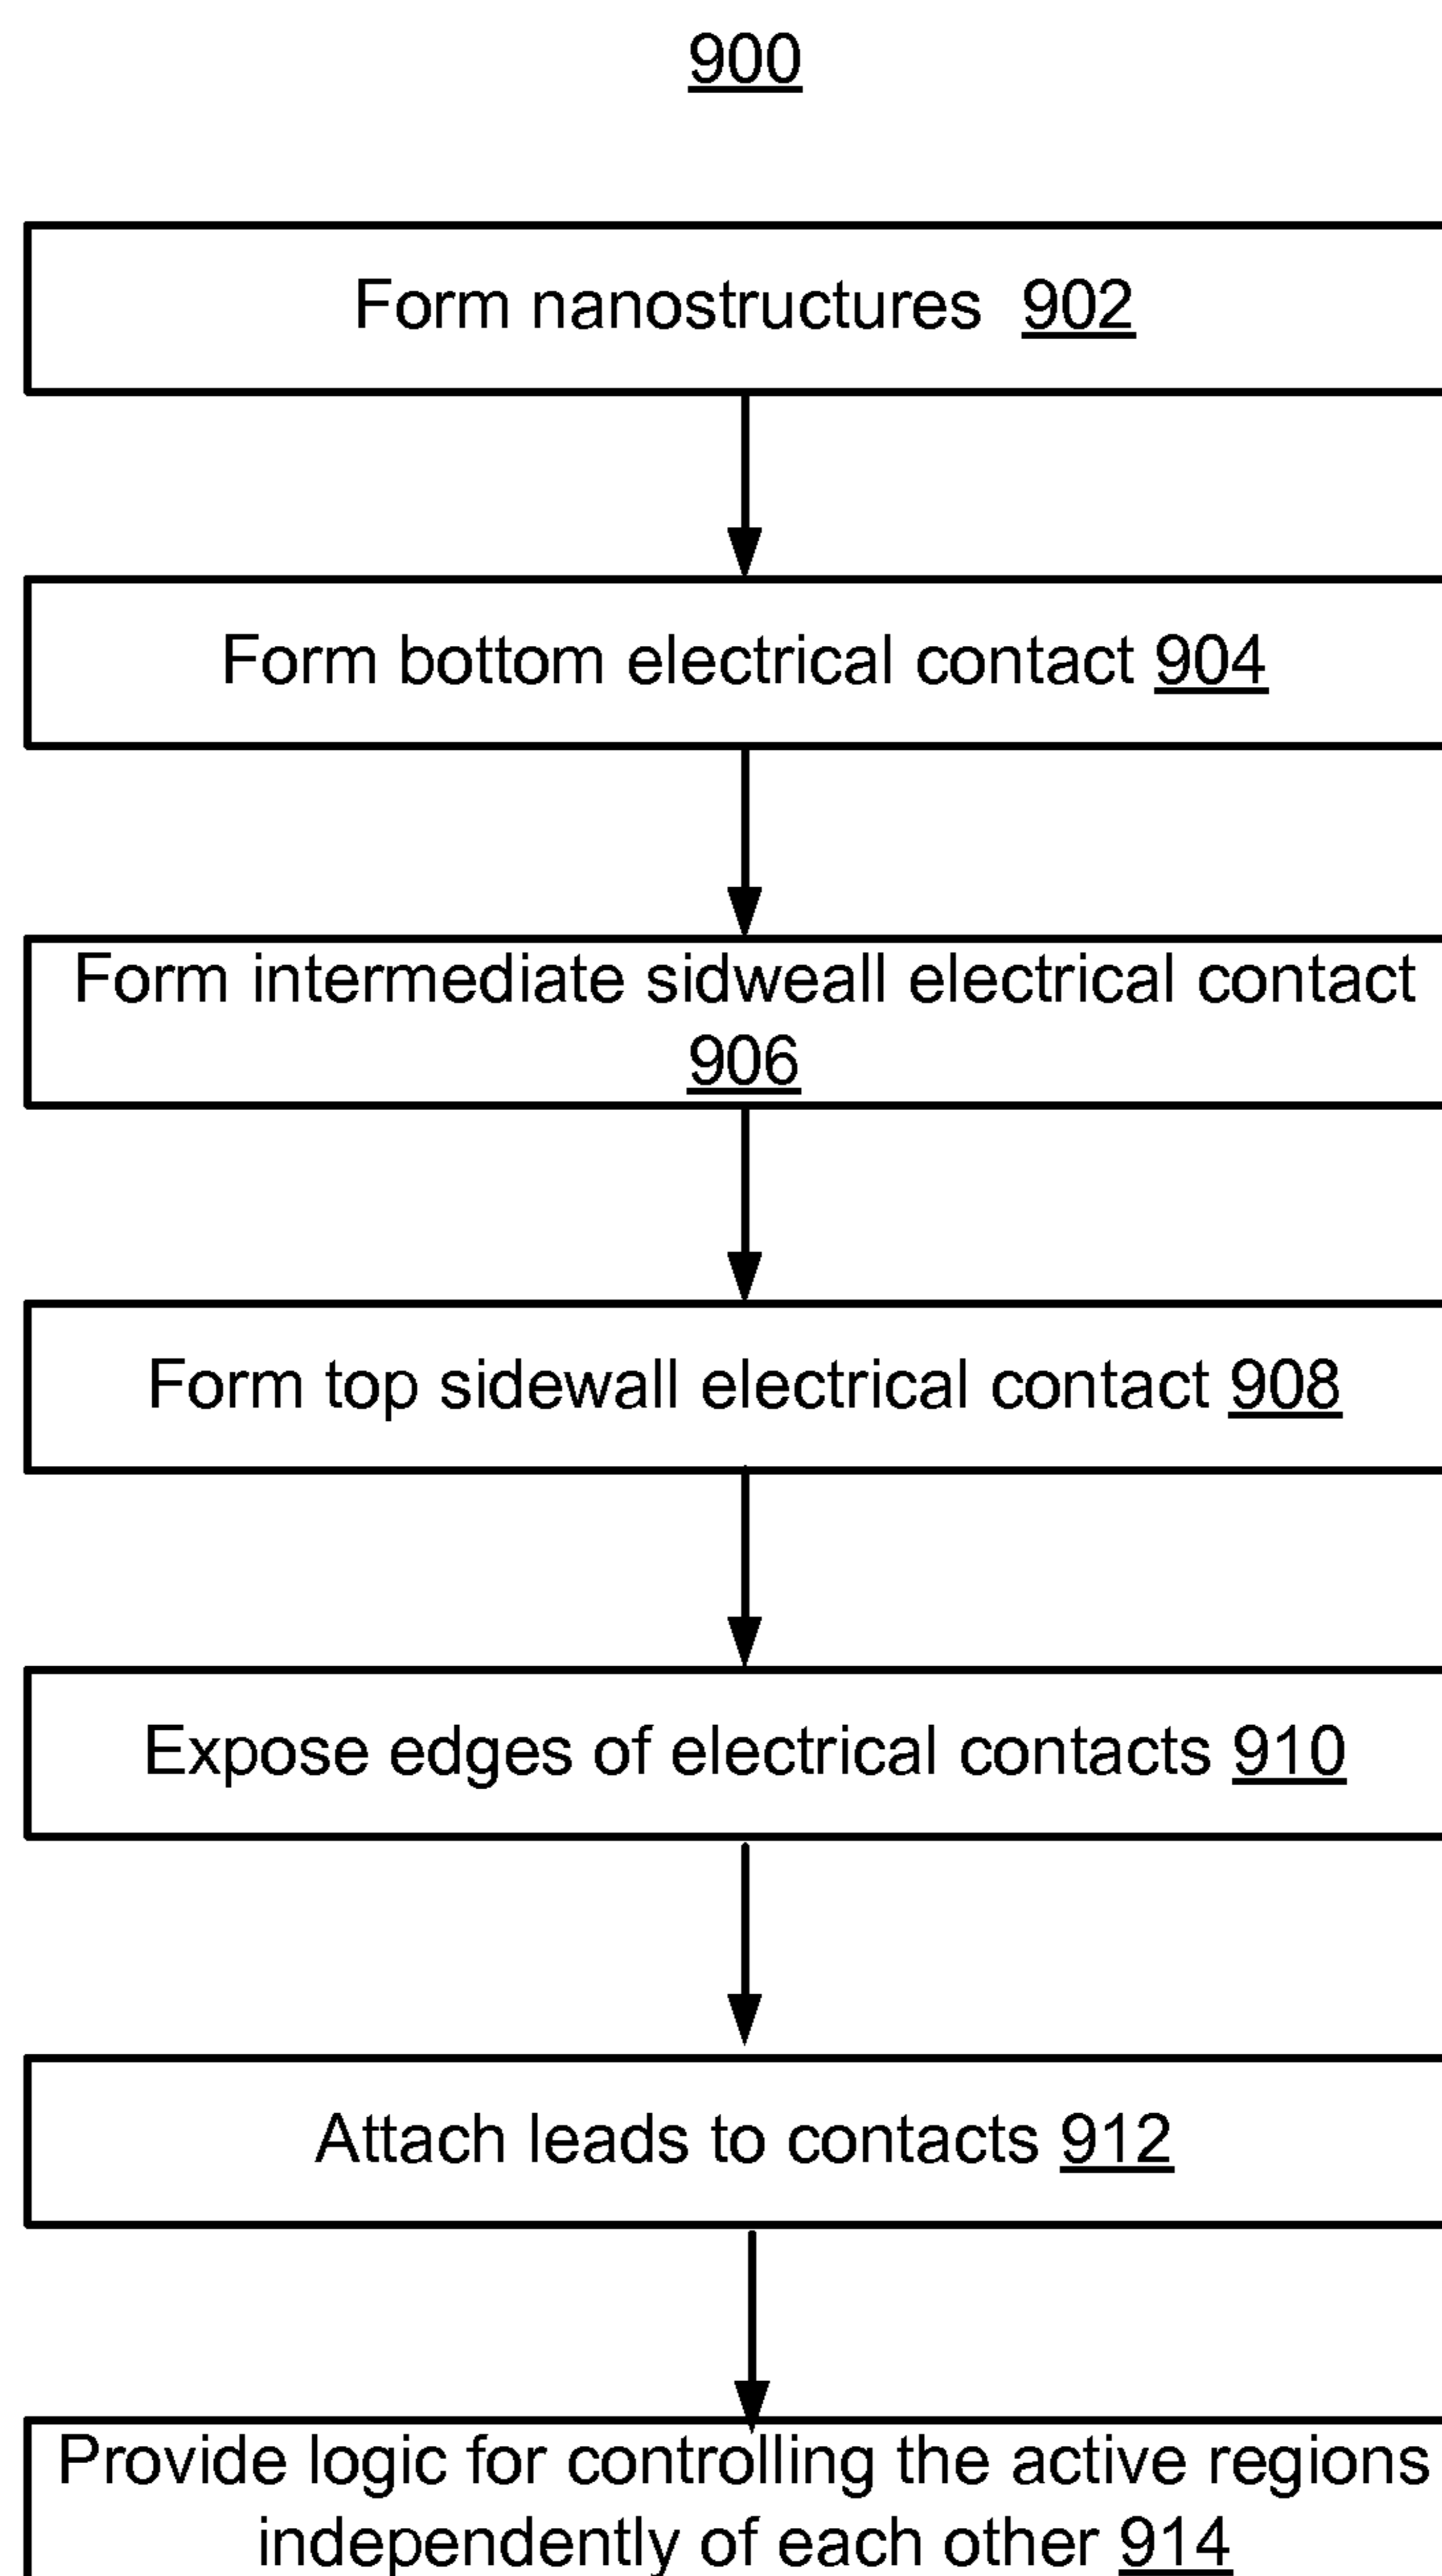 900
Form nanostructures 902
Form bottom electrical contact 904
Form intermediate sidweall electrical contact
906
Form top sidewall electrical contact 908
Expose edges of electrical contacts 910
Attach leads to contacts 912
Provide logic for controlling the active regions
independently of each other 914